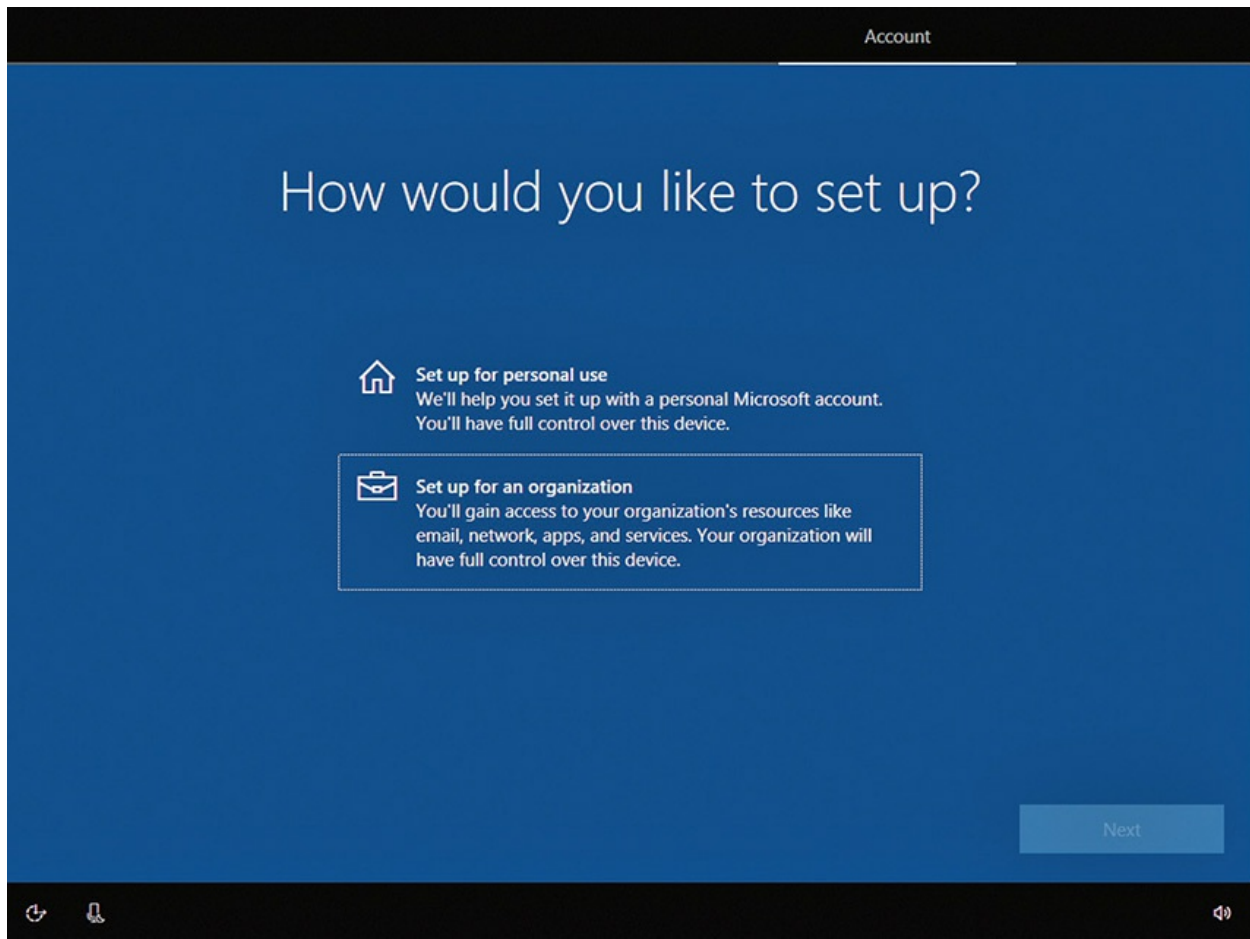 Account
How would you like to set up?
Set up for personal use
We'll help you set it up with a personal Microsoft account.
You'll have full control over this device.
Set up for an organization
You'll gain access to your organization's resources like
email, network, apps, and services. Your organization will
have full control over this device.
Next